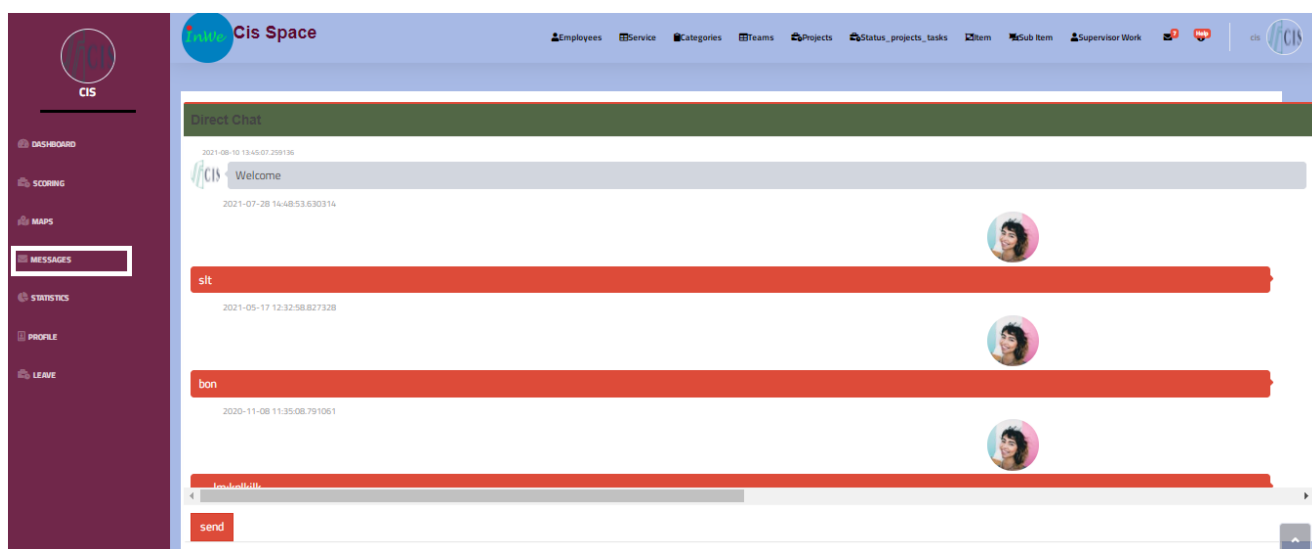 CIS
CIS
DASHBOARD
SCORING
MAPS
MESSAGES
STATISTICS
PROFILE
LEAVE
InWe Cis Space
Employees Service Categories Teams Projects Status_projects_tasks Item Sub Item Supervisor Work Help cis CIS
Direct Chat
2021-08-10 13:45:07.259136
CIS Welcome
2021-07-28 14:48:53.630314
slt
2021-05-17 12:32:58.827328
bon
2020-11-08 11:35:08.791061
send